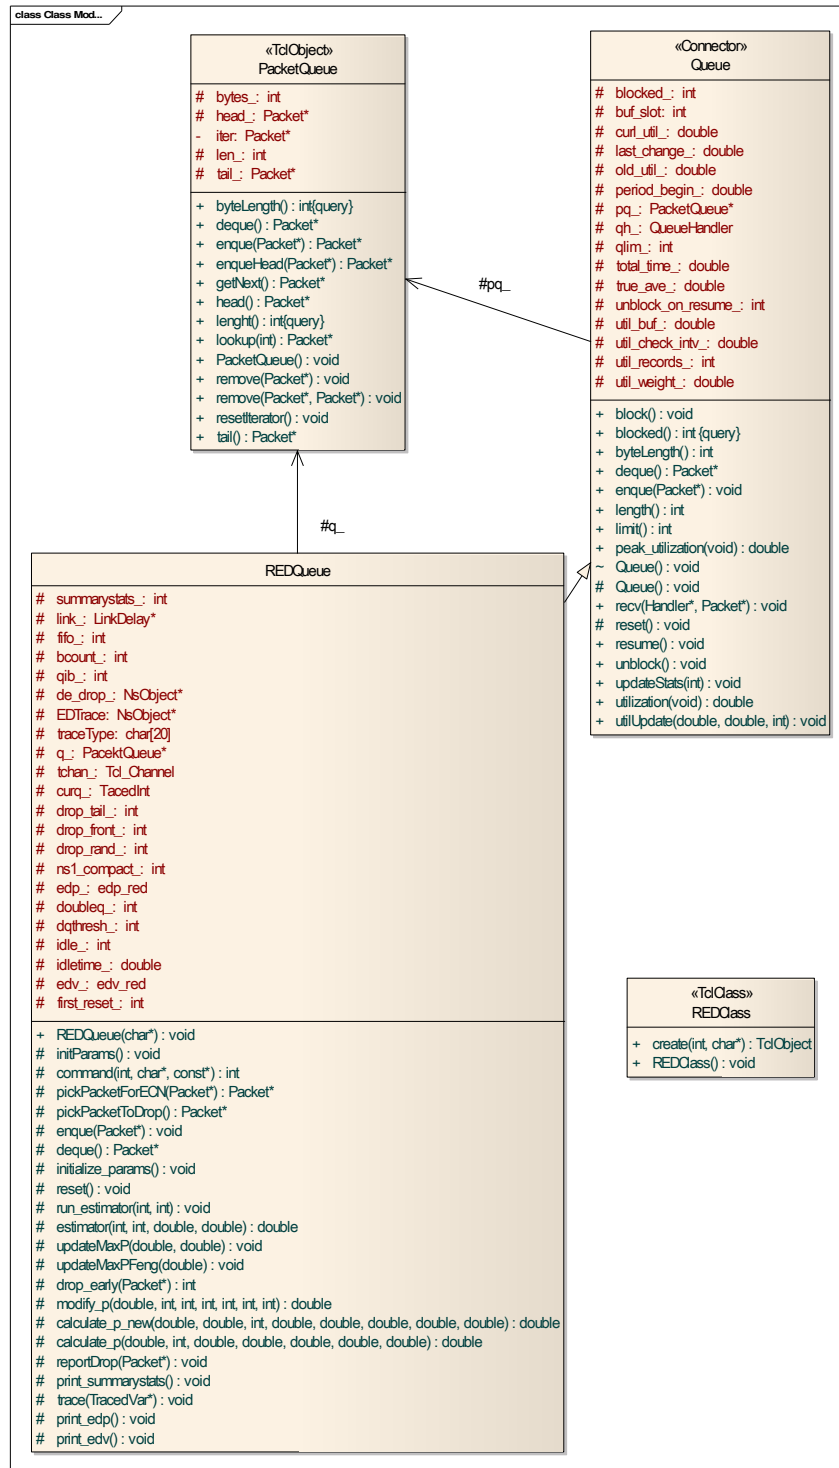 class Class Mod...
«TclObject»
PacketQueue
# bytes_: int
# head_: Packet*
- iter: Packet*
# len_: int
# tail_: Packet*
+ byteLength() : int{query}
+ deque() : Packet*
+ enque(Packet*) : Packet*
+ enqueHead(Packet*) : Packet*
+ getNext() : Packet*
+ head() : Packet*
+ lenght() : int{query}
+ lookup(int) : Packet*
+ PacketQueue() : void
+ remove(Packet*) : void
+ remove(Packet*, Packet*) : void
+ resetIterator() : void
+ tail() : Packet*
«Connector»
Queue
# blocked_: int
# buf_slot: int
# curl_util_: double
# last_change_: double
# old_util_: double
# period_begin_: double
# pq_: PacketQueue*
# qh_: QueueHandler
# qlim_: int
# total_time_: double
# true_ave_: double
# unblock_on_resume_: int
# util_buf_: double
# util_check_intv_: double
# util_records_: int
# util_weight_: double
+ block() : void
+ blocked() : int {query}
+ byteLength() : int
+ deque() : Packet*
+ enque(Packet*) : void
+ length() : int
+ limit() : int
+ peak_utilization(void) : double
~ Queue() : void
# Queue() : void
+ recv(Handler*, Packet*) : void
# reset() : void
+ resume() : void
+ unblock() : void
+ updateStats(int) : void
+ utilization(void) : double
+ utilUpdate(double, double, int) : void
#pq_
#q_
REDQueue
# summarystats_: int
# link_: LinkDelay*
# fifo_: int
# bcount_: int
# qib_: int
# de_drop_: NsObject*
# EDTrace: NsObject*
# traceType: char[20]
# q_: PacektQueue*
# tchan_: Tcl_Channel
# curq_: TacedInt
# drop_tail_: int
# drop_front_: int
# drop_rand_: int
# ns1_compact_: int
# edp_: edp_red
# doubleq_: int
# dqthresh_: int
# idle_: int
# idletime_: double
# edv_: edv_red
# first_reset_: int
+ REDQueue(char*) : void
# initParams() : void
# command(int, char*, const*) : int
# pickPacketForECN(Packet*) : Packet*
# pickPacketToDrop() : Packet*
# enque(Packet*) : void
# deque() : Packet*
# initialize_params() : void
# reset() : void
# run_estimator(int, int) : void
# estimator(int, int, double, double) : double
# updateMaxP(double, double) : void
# updateMaxPFeng(double) : void
# drop_early(Packet*) : int
# modify_p(double, int, int, int, int, int, int) : double
# calculate_p_new(double, double, int, double, double, double, double, double) : double
# calculate_p(double, int, double, double, double, double, double) : double
# reportDrop(Packet*) : void
# print_summarystats() : void
# trace(TracedVar*) : void
# print_edp() : void
# print_edv() : void
«TclClass»
REDClass
+ create(int, char*) : TclObject
+ REDClass() : void